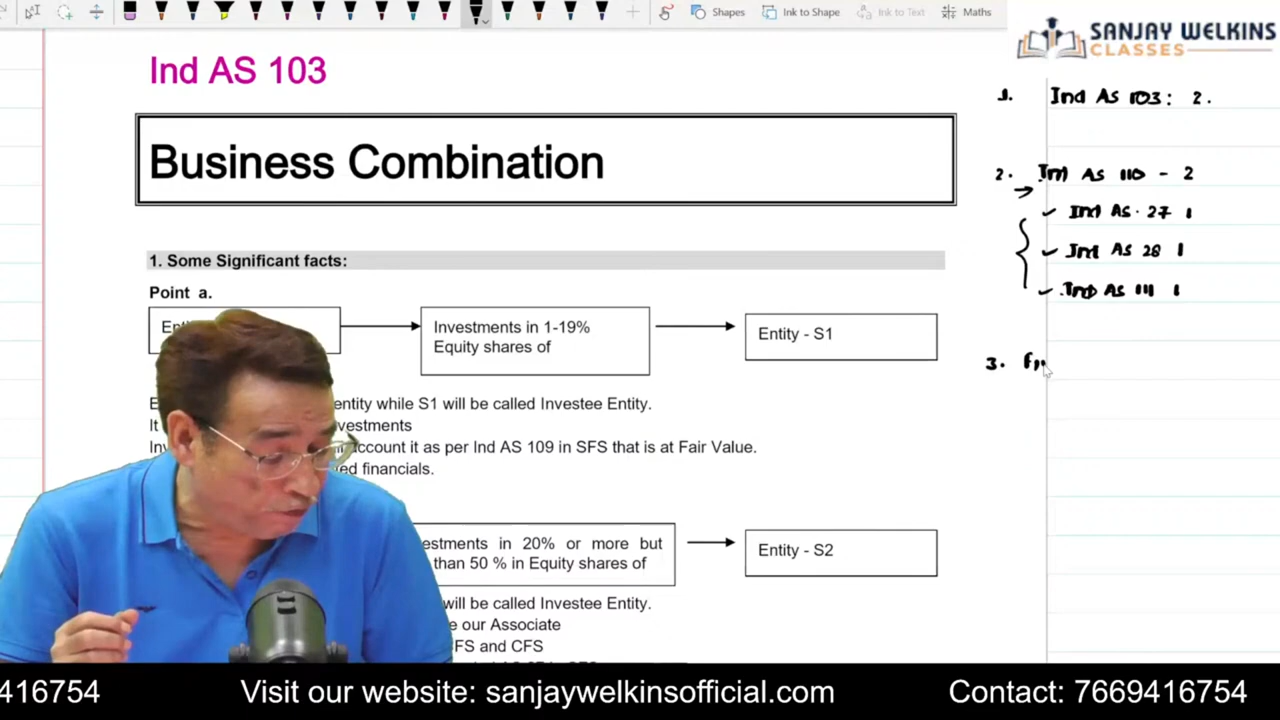 Shapes
Ink to Shape
Ink to Text
Maths
SANJAY WELKINS
CLASSES
Ind AS 103
Business Combination
1. Some Significant facts:
Point a.
Investments in 1-19%
Equity shares of
Entity - S1
entity while S1 will be called Investee Entity.
It
account it as per Ind AS 109 in SFS that is at Fair Value.
financials.
in 20% or more but
than 50 % in Equity shares of
Entity - S2
will be called Investee Entity.
our Associate
and CFS
1. Ind AS 103: 2.
2. Ind AS 110 - 2
Ind AS. 27 1
Ind AS 28 1
Ind AS 111 1
3.
416754
Visit our website: sanjaywelkinsofficial.com
Contact: 7669416754